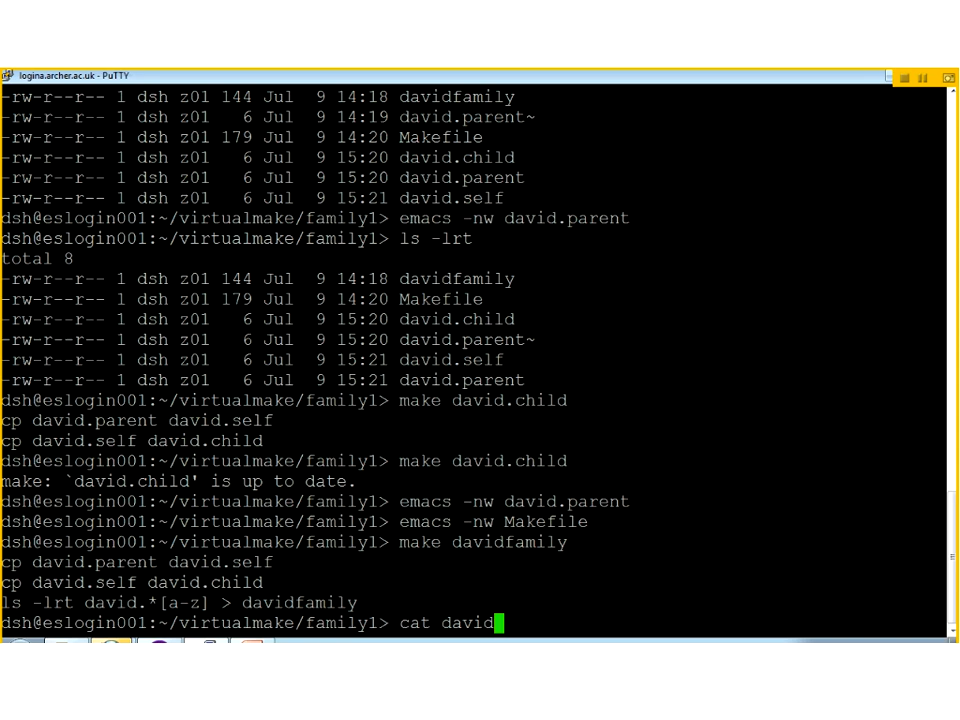 logina.archer.ac.uk - PuTTY
-rw-r--r-- 1 dsh z01 144 Jul  9 14:18 davidfamily
-rw-r--r-- 1 dsh z01   6 Jul  9 14:19 david.parent~
-rw-r--r-- 1 dsh z01 179 Jul  9 14:20 Makefile
-rw-r--r-- 1 dsh z01   6 Jul  9 15:20 david.child
-rw-r--r-- 1 dsh z01   6 Jul  9 15:20 david.parent
-rw-r--r-- 1 dsh z01   6 Jul  9 15:21 david.self
dsh@eslogin001:~/virtualmake/family1> emacs -nw david.parent
dsh@eslogin001:~/virtualmake/family1> ls -lrt
total 8
-rw-r--r-- 1 dsh z01 144 Jul  9 14:18 davidfamily
-rw-r--r-- 1 dsh z01 179 Jul  9 14:20 Makefile
-rw-r--r-- 1 dsh z01   6 Jul  9 15:20 david.child
-rw-r--r-- 1 dsh z01   6 Jul  9 15:20 david.parent~
-rw-r--r-- 1 dsh z01   6 Jul  9 15:21 david.self
-rw-r--r-- 1 dsh z01   6 Jul  9 15:21 david.parent
dsh@eslogin001:~/virtualmake/family1> make david.child
cp david.parent david.self
cp david.self david.child
dsh@eslogin001:~/virtualmake/family1> make david.child
make: `david.child' is up to date.
dsh@eslogin001:~/virtualmake/family1> emacs -nw david.parent
dsh@eslogin001:~/virtualmake/family1> emacs -nw Makefile
dsh@eslogin001:~/virtualmake/family1> make davidfamily
cp david.parent david.self
cp david.self david.child
ls -lrt david.*[a-z] > davidfamily
dsh@eslogin001:~/virtualmake/family1> cat david